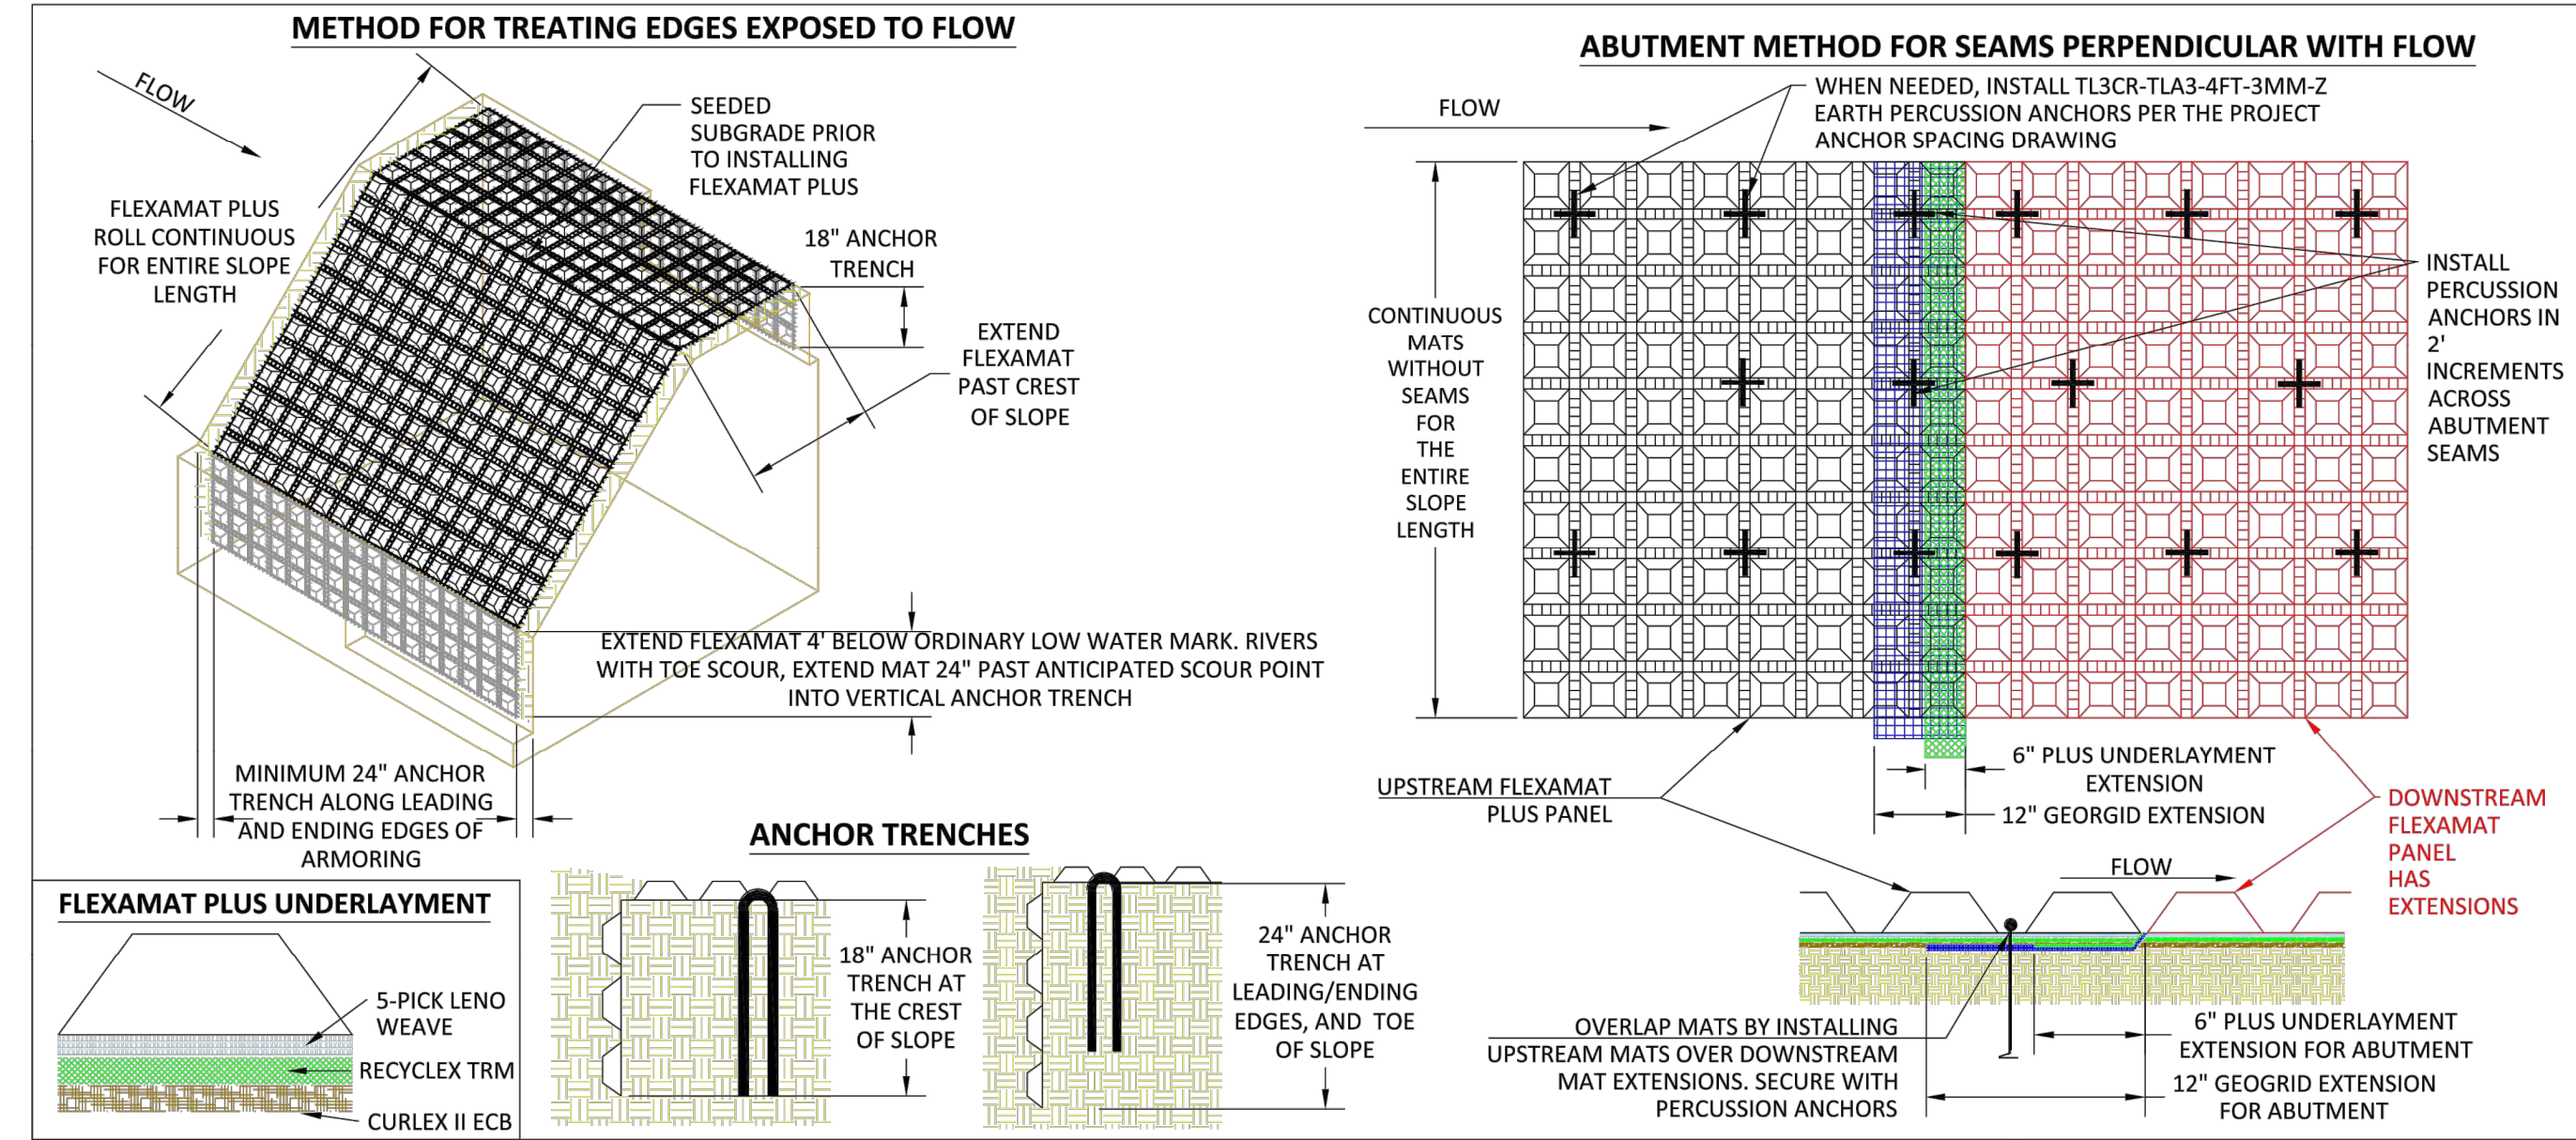 METHOD FOR TREATING EDGES EXPOSED TO FLOW
FLOW
SEEDED
SUBGRADE PRIOR
TO INSTALLING
FLEXAMAT PLUS
FLEXAMAT PLUS
ROLL CONTINUOUS
FOR ENTIRE SLOPE
LENGTH
18" ANCHOR
TRENCH
EXTEND
FLEXAMAT
PAST CREST
OF SLOPE
EXTEND FLEXAMAT 4' BELOW ORDINARY LOW WATER MARK. RIVERS
WITH TOE SCOUR, EXTEND MAT 24" PAST ANTICIPATED SCOUR POINT
INTO VERTICAL ANCHOR TRENCH
MINIMUM 24" ANCHOR
TRENCH ALONG LEADING
AND ENDING EDGES OF
ARMORING
FLEXAMAT PLUS UNDERLAYMENT
5-PICK LENO
WEAVE
RECYCLEX TRM
CURLEX II ECB
ANCHOR TRENCHES
18" ANCHOR
TRENCH AT
THE CREST
OF SLOPE
24" ANCHOR
TRENCH AT
LEADING/ENDING
EDGES, AND TOE
OF SLOPE
ABUTMENT METHOD FOR SEAMS PERPENDICULAR WITH FLOW
FLOW
WHEN NEEDED, INSTALL TL3CR-TLA3-4FT-3MM-Z
EARTH PERCUSSION ANCHORS PER THE PROJECT
ANCHOR SPACING DRAWING
CONTINUOUS
MATS
WITHOUT
SEAMS
FOR
THE
ENTIRE
SLOPE
LENGTH
INSTALL
PERCUSSION
ANCHORS IN
2'
INCREMENTS
ACROSS
ABUTMENT
SEAMS
6" PLUS UNDERLAYMENT
EXTENSION
12" GEORGID EXTENSION
UPSTREAM FLEXAMAT
PLUS PANEL
DOWNSTREAM
FLEXAMAT
PANEL
HAS
EXTENSIONS
FLOW
OVERLAP MATS BY INSTALLING
UPSTREAM MATS OVER DOWNSTREAM
MAT EXTENSIONS. SECURE WITH
PERCUSSION ANCHORS
6" PLUS UNDERLAYMENT
EXTENSION FOR ABUTMENT
12" GEOGRID EXTENSION
FOR ABUTMENT